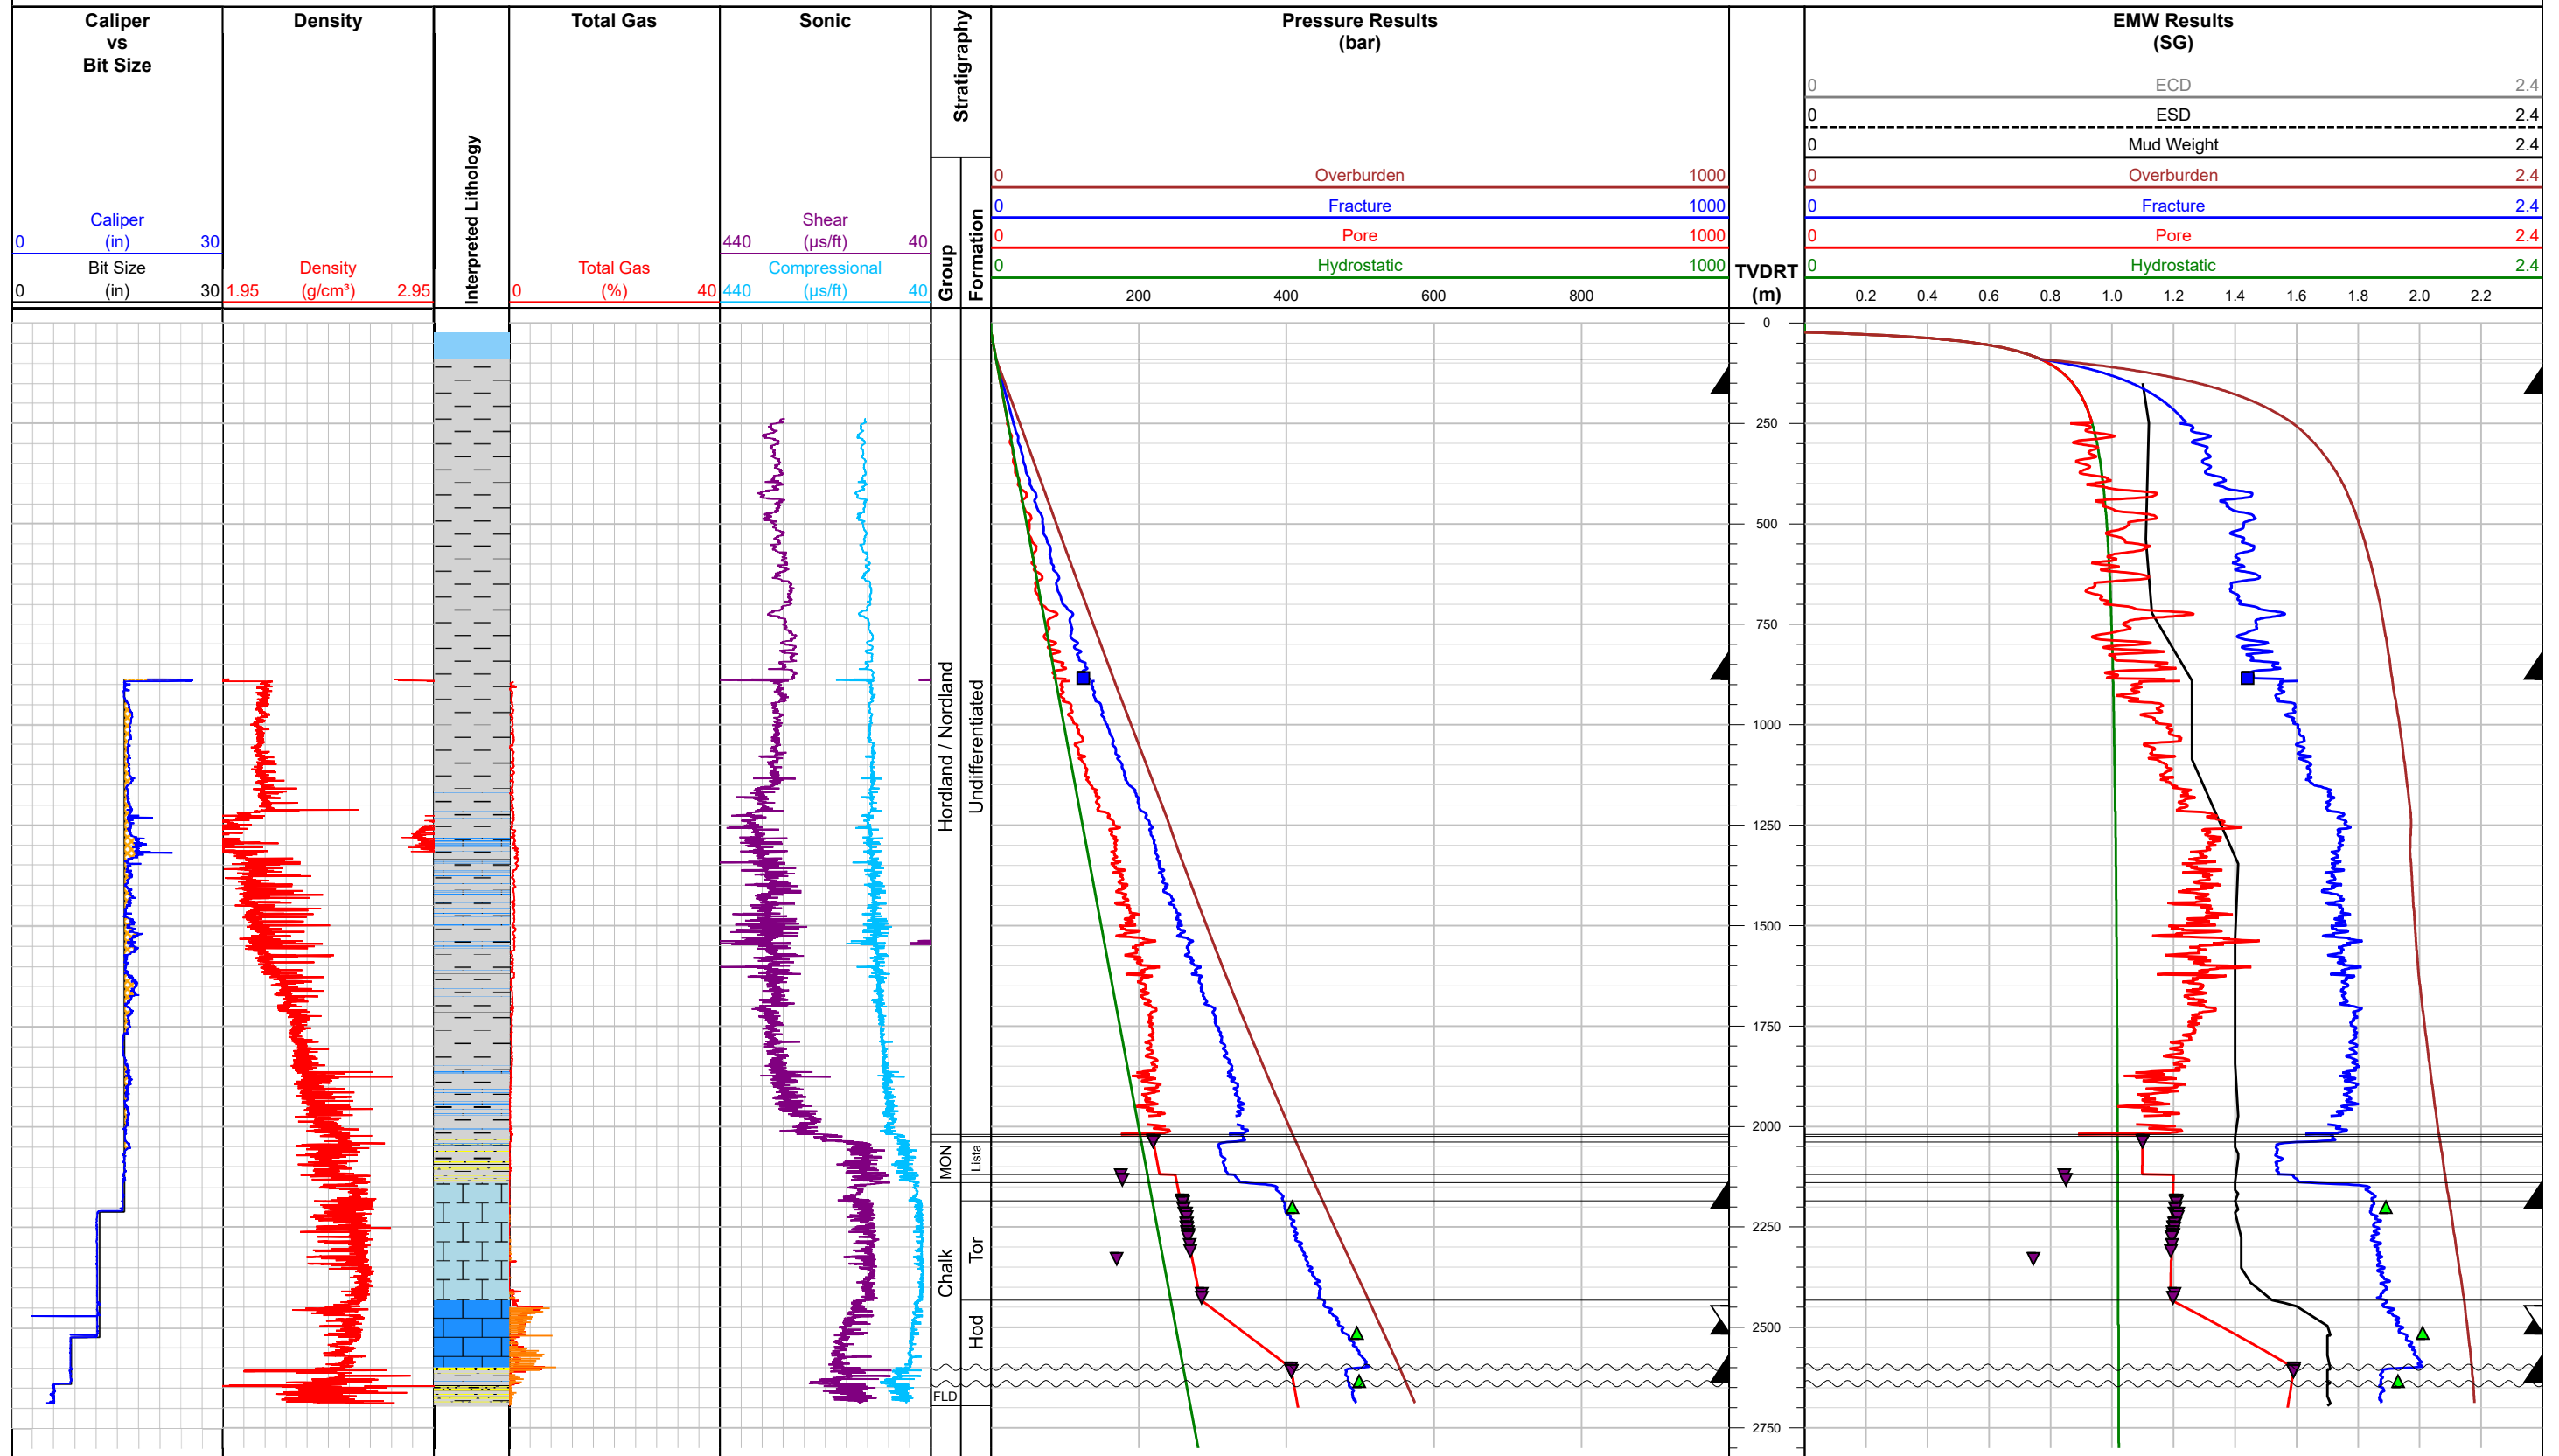 Caliper
vs
Bit Size
Caliper
0 (in) 30
Bit Size
0 (in) 30
Density
Density
1.95 (g/cm³) 2.95
Interpreted Lithology
Total Gas
Total Gas
0 (%) 40
Sonic
Shear
440 (µs/ft) 40
Compressional
440 (µs/ft) 40
Stratigraphy
Group
Formation
Pressure Results
(bar)
0 Overburden 1000
0 Fracture 1000
0 Pore 1000
0 Hydrostatic 1000
200 400 600 800
TVDRT
(m)
EMW Results
(SG)
0 ECD 2.4
0 ESD 2.4
0 Mud Weight 2.4
0 Overburden 2.4
0 Fracture 2.4
0 Pore 2.4
0 Hydrostatic 2.4
0.2 0.4 0.6 0.8 1.0 1.2 1.4 1.6 1.8 2.0 2.2
0
250
500
750
1000
1250
1500
1750
2000
2250
2500
2750
Hordland / Nordland
Undifferentiated
MON
Lista
Chalk
Tor
Hod
FLD